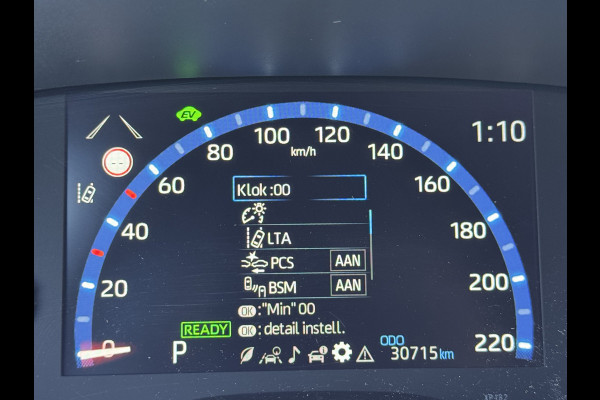 EV
1:10
100
120
80
km/h
140
60
160
Klok :00
40
180
LTA
PCS AAN
20
200
BSM AAN
OK :"Min" 00
READY
OK : detail instell.
0
P
ODO
30715 km
220